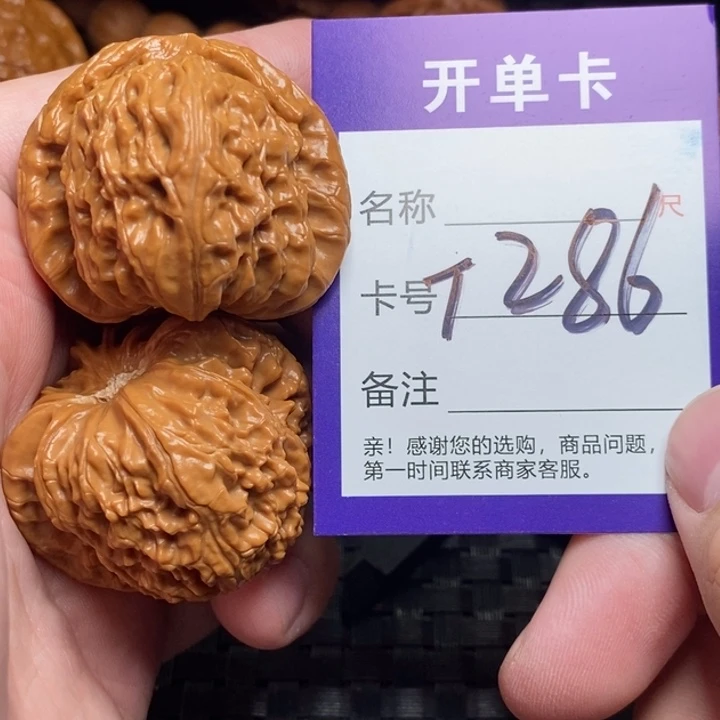 开单卡
名称 尺
卡号 T286
备注
亲！感谢您的选购，商品问题，
第一时间联系商家客服。